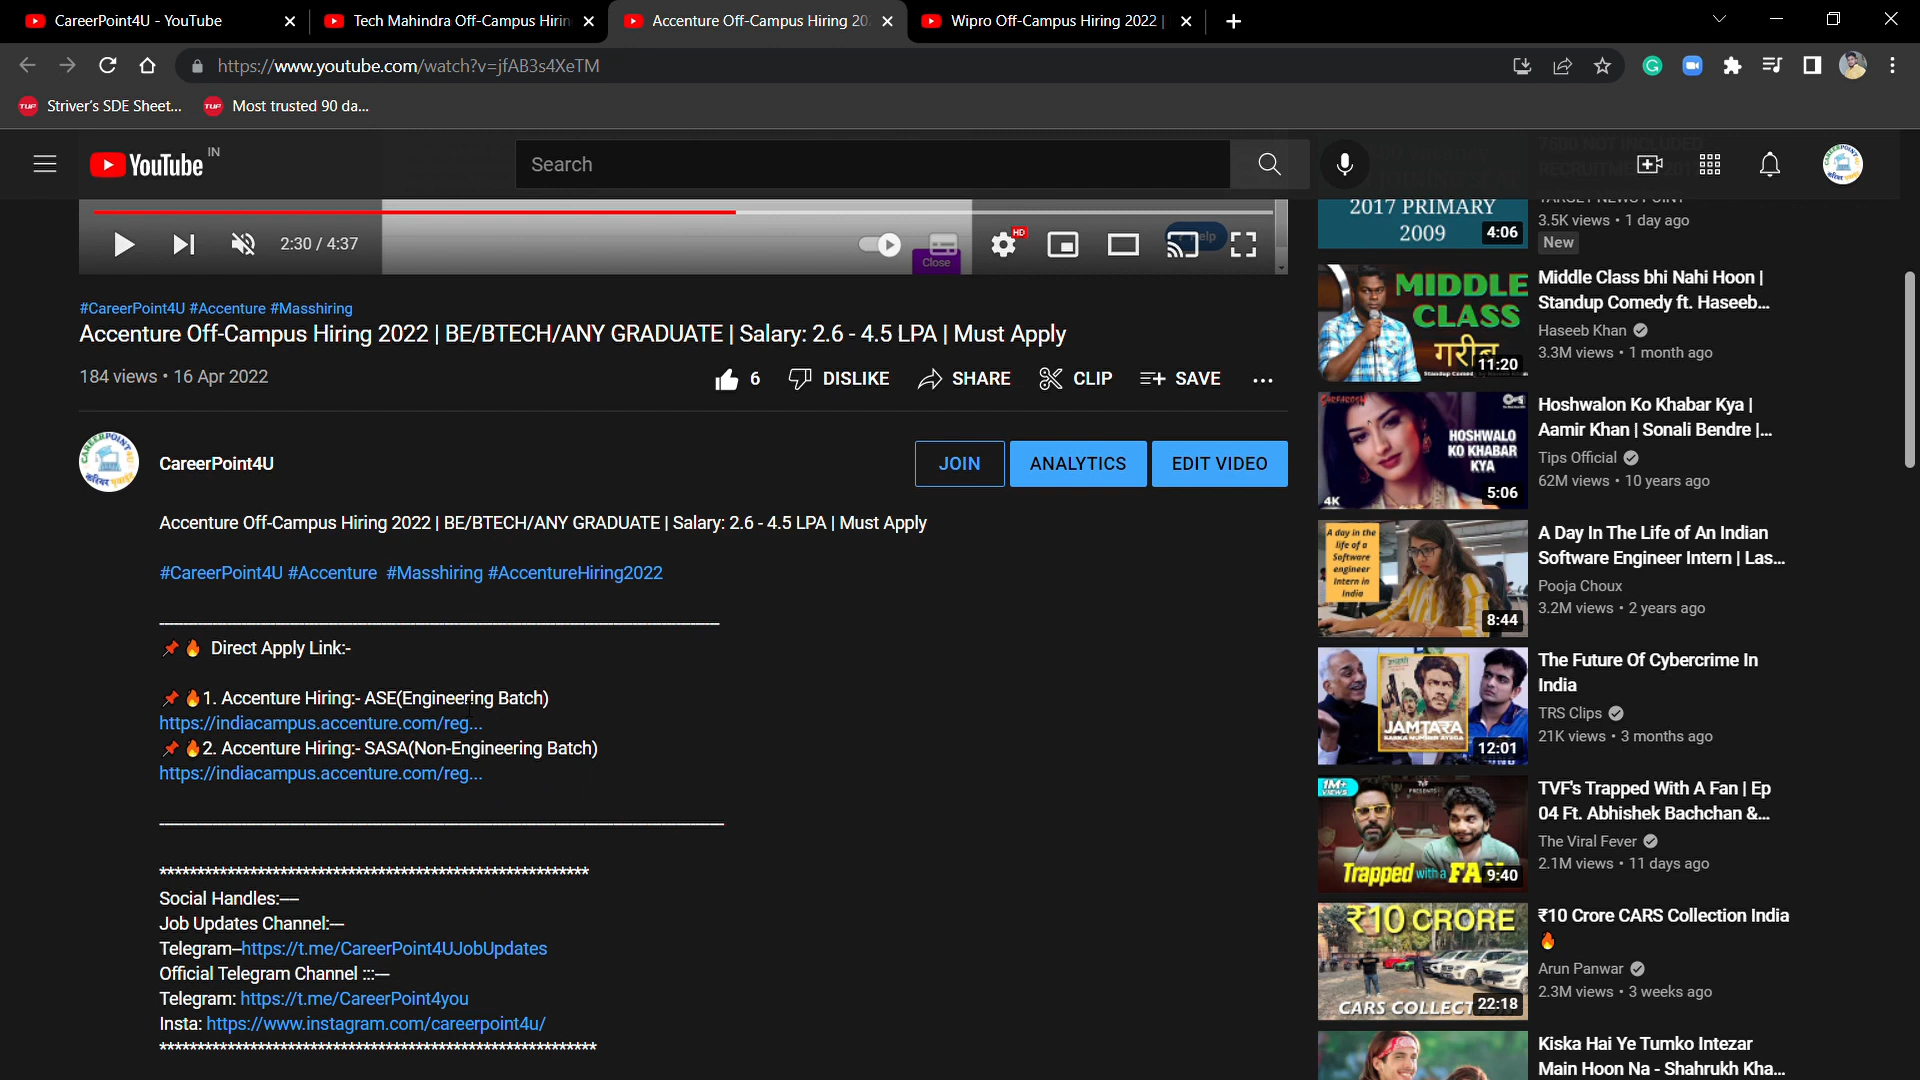 CareerPoint4U - YouTube
Tech Mahindra Off-Campus Hirin
Accenture Off-Campus Hiring 20
Wipro Off-Campus Hiring 2022 |
https://www.youtube.com/watch?v=jfAB3s4XeTM
Striver's SDE Sheet...
Most trusted 90 da...
YouTube IN
Search
2:30 / 4:37
HD
Close
#CareerPoint4U #Accenture #Masshiring
Accenture Off-Campus Hiring 2022 | BE/BTECH/ANY GRADUATE | Salary: 2.6 - 4.5 LPA | Must Apply
184 views • 16 Apr 2022
6 DISLIKE SHARE CLIP SAVE ...
CareerPoint4U
JOIN ANALYTICS EDIT VIDEO
Accenture Off-Campus Hiring 2022 | BE/BTECH/ANY GRADUATE | Salary: 2.6 - 4.5 LPA | Must Apply
#CareerPoint4U #Accenture #Masshiring #AccentureHiring2022
📌🔥 Direct Apply Link:-
📌🔥1. Accenture Hiring:- ASE(Engineering Batch)
https://indiacampus.accenture.com/reg...
📌🔥2. Accenture Hiring:- SASA(Non-Engineering Batch)
https://indiacampus.accenture.com/reg...
Social Handles:—
Job Updates Channel:—
Telegram–https://t.me/CareerPoint4UJobUpdates
Official Telegram Channel :::—
Telegram: https://t.me/CareerPoint4you
Insta: https://www.instagram.com/careerpoint4u/
2017 PRIMARY
2009
4:06
3.5K views • 1 day ago
New
MIDDLE
CLASS
गरीब
11:20
Middle Class bhi Nahi Hoon |
Standup Comedy ft. Haseeb...
Haseeb Khan
3.3M views • 1 month ago
SARFAROSH
HOSHWALO
KO KHABAR
KYA
4K
5:06
Hoshwalon Ko Khabar Kya |
Aamir Khan | Sonali Bendre |...
Tips Official
62M views • 10 years ago
A day in the
life of a
Software
engineer
Intern in
India
8:44
A Day In The Life of An Indian
Software Engineer Intern | Las...
Pooja Choux
3.2M views • 2 years ago
JAMTARA
SABKA NUMBER AYEGA
12:01
The Future Of Cybercrime In
India
TRS Clips
21K views • 3 months ago
1M+
VIEWS
Trapped with a FA
9:40
TVF's Trapped With A Fan | Ep
04 Ft. Abhishek Bachchan &...
The Viral Fever
2.1M views • 11 days ago
₹10 CRORE
CARS COLLECT
22:18
₹10 Crore CARS Collection India
🔥
Arun Panwar
2.3M views • 3 weeks ago
Kiska Hai Ye Tumko Intezar
Main Hoon Na - Shahrukh Kha...